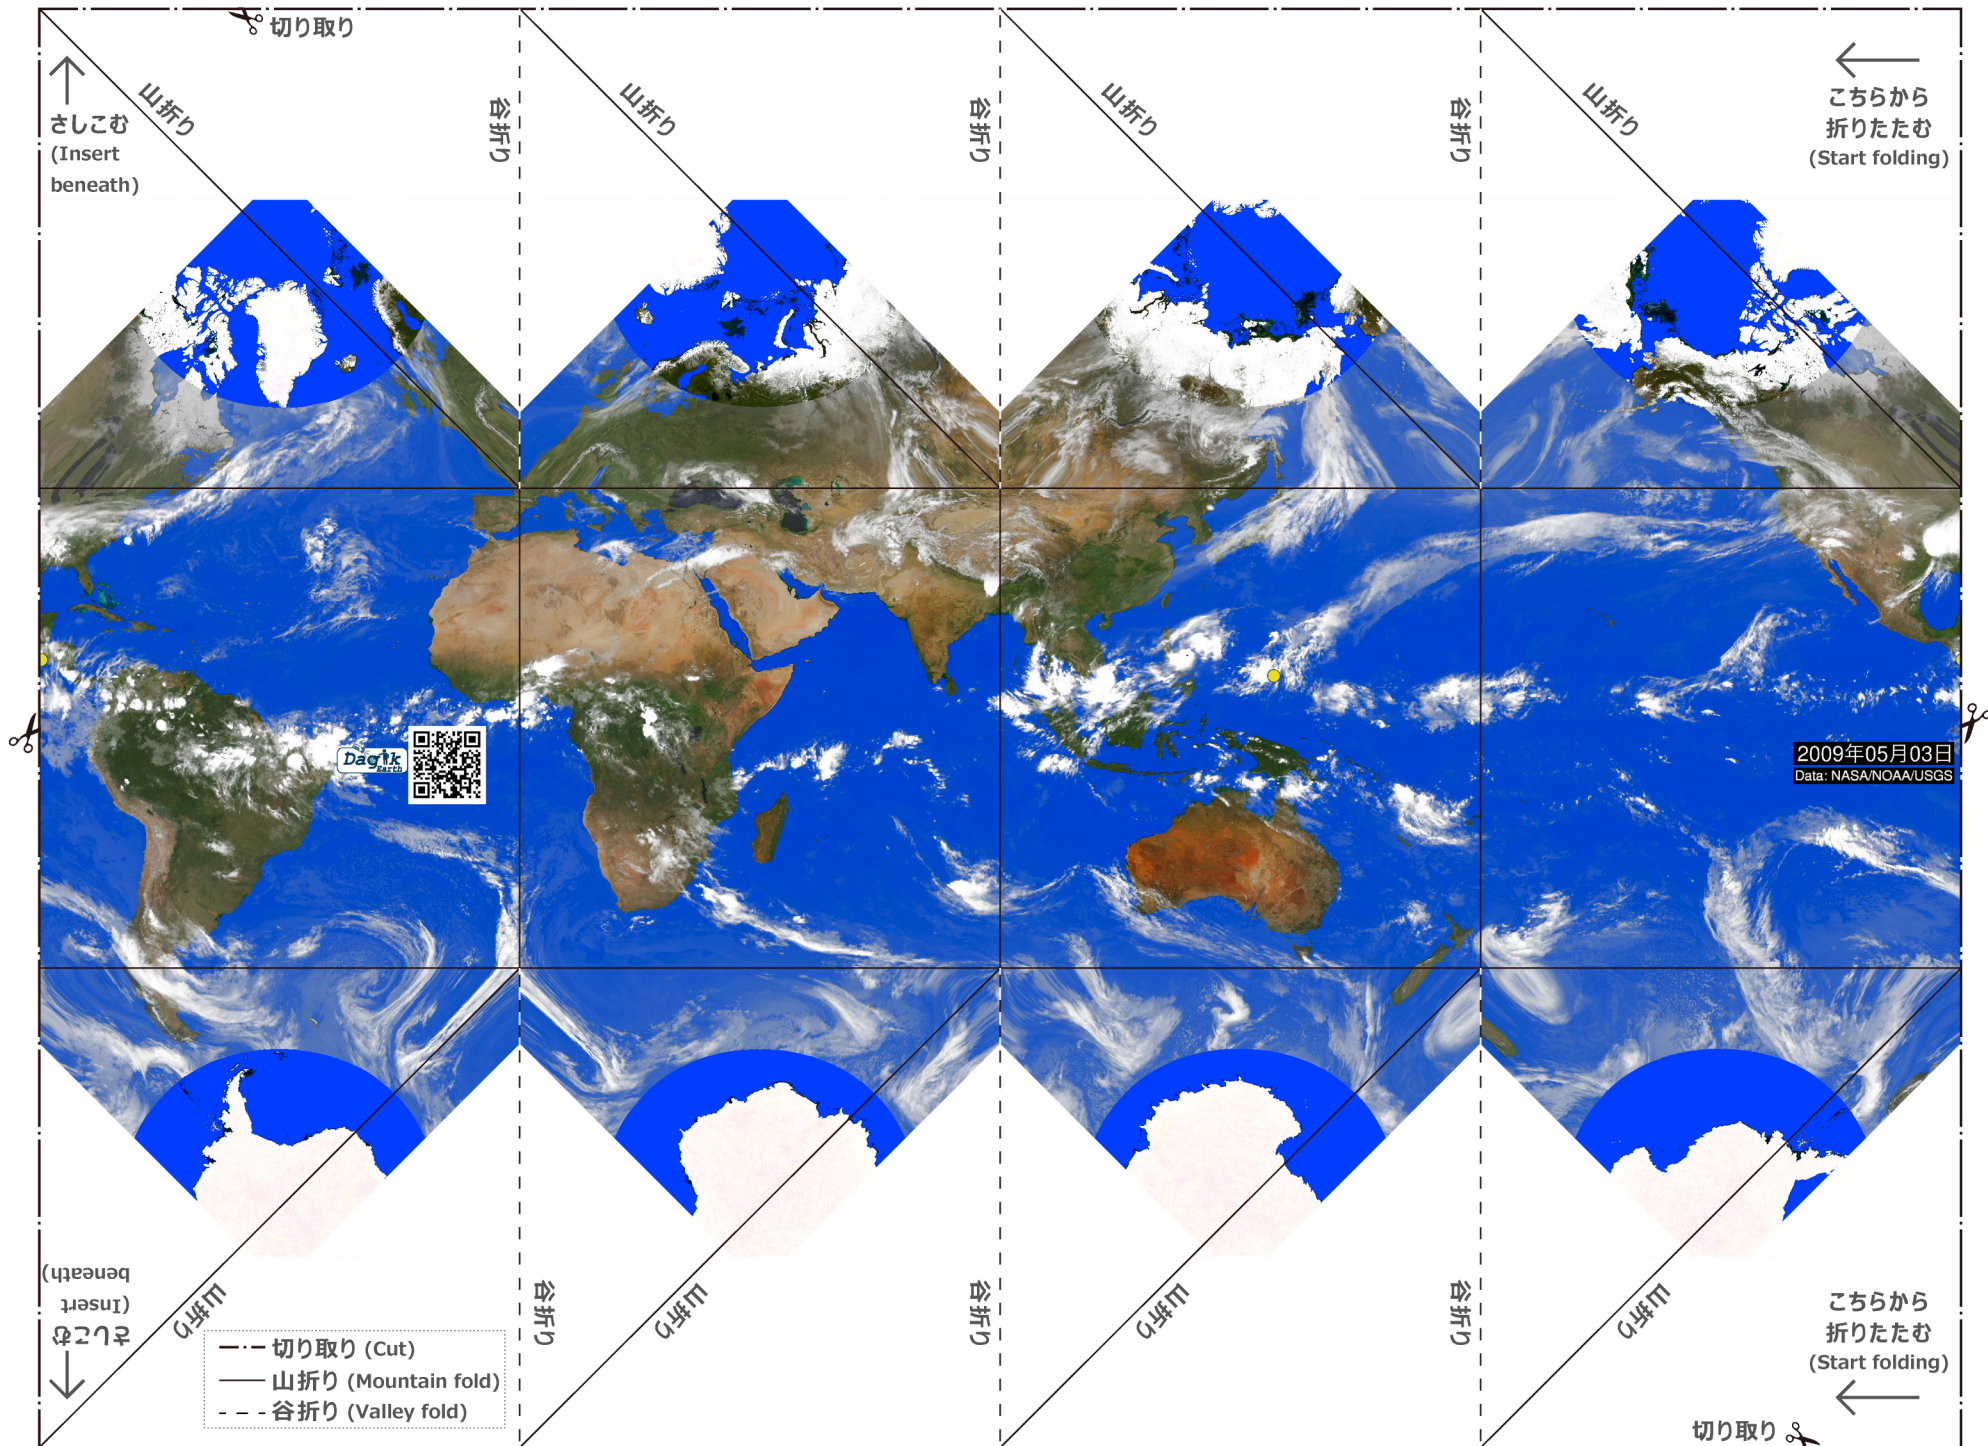 切り取り
さしこむ
(Insert
beneath)
山折り
谷折り
山折り
谷折り
山折り
谷折り
山折り
こちらから
折りたたむ
(Start folding)
Dagik
Earth
2009年05月03日
Data: NASA/NOAA/USGS
さしこむ
(Insert
beneath)
山折り
谷折り
山折り
谷折り
山折り
谷折り
山折り
こちらから
折りたたむ
(Start folding)
切り取り (Cut)
山折り (Mountain fold)
谷折り (Valley fold)
切り取り